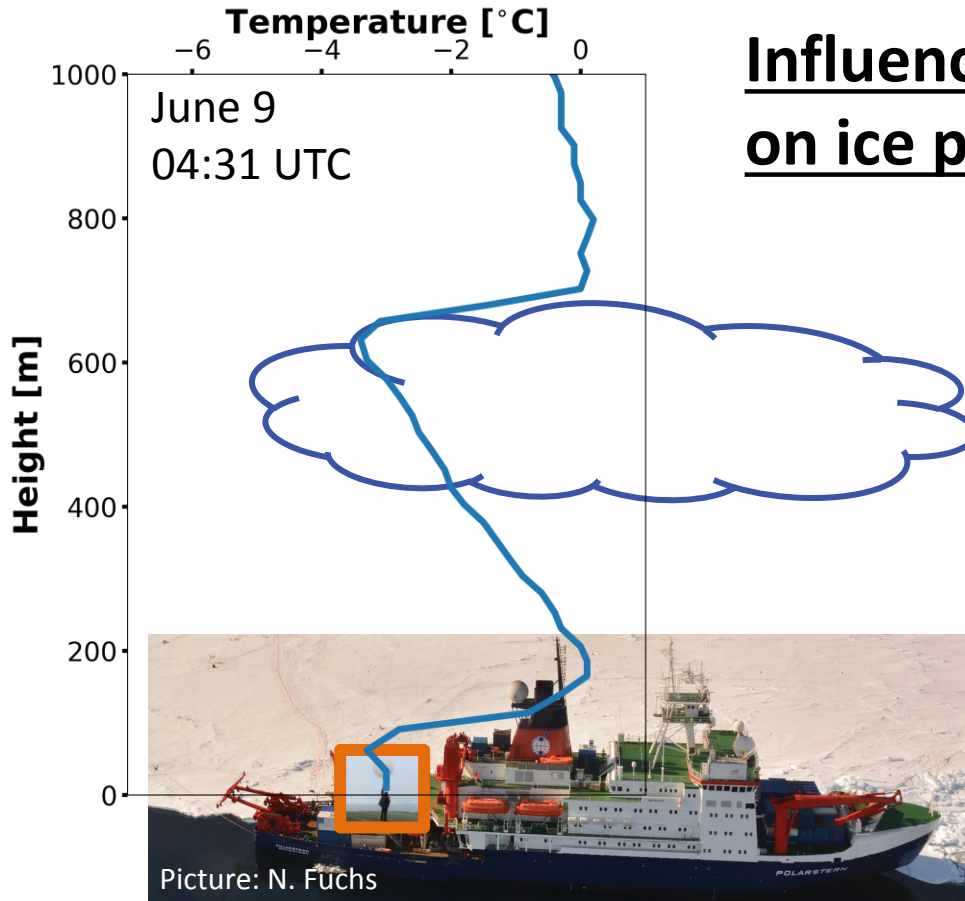 Temperature [°C]
−6 −4 −2 0
Influenc
on ice p
1000
June 9
04:31 UTC
800
600
Height [m]
400
200
0
POLARSTERN
Picture: N. Fuchs